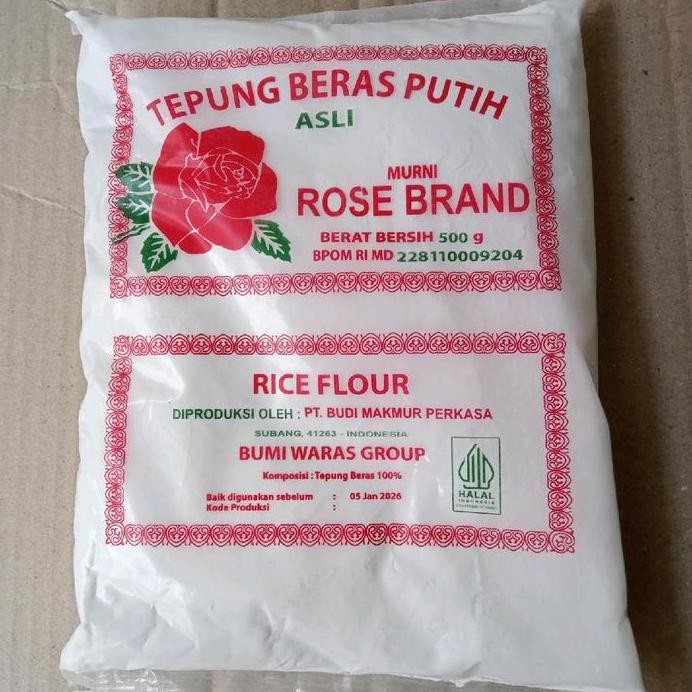 TEPUNG BERAS PUTIH
ASLI
MURNI
ROSE BRAND
BERAT BERSIH 500 g
BPOM RI MD 228110009204
RICE FLOUR
DIPRODUKSI OLEH : PT. BUDI MAKMUR PERKASA
SUBANG, 41263 - INDONESIA
BUMI WARAS GROUP
Komposisi : Tepung Beras 100%
Baik digunakan sebelum : 05 Jan 2026
Kode Produksi :
HALAL
Indonesia